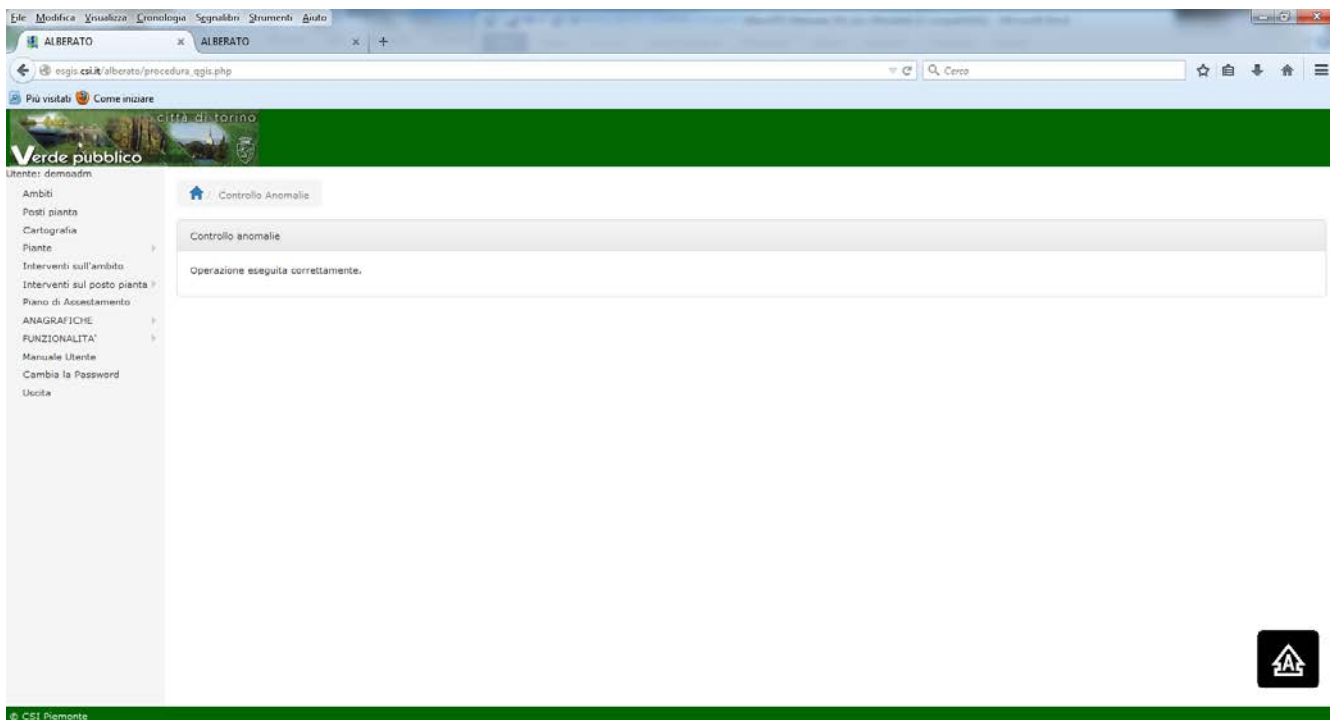 File Modifica Visualizza Cronologia Segnalibri Strumenti Aiuto
ALBERATO × ALBERATO × +
osgis.csi.it/alberato/procedura_qgis.php
Cerca
Più visitati Come iniziare
città di torino
Verde pubblico
Utente: demoadm
Ambiti
Posti pianta
Cartografia
Piante
Interventi sull'ambito
Interventi sul posto pianta
Piano di Assestamento
ANAGRAFICHE
FUNZIONALITA'
Manuale Utente
Cambia la Password
Uscita
/ Controllo Anomalie
Controllo anomalie
Operazione eseguita correttamente.
A
© CSI Piemonte